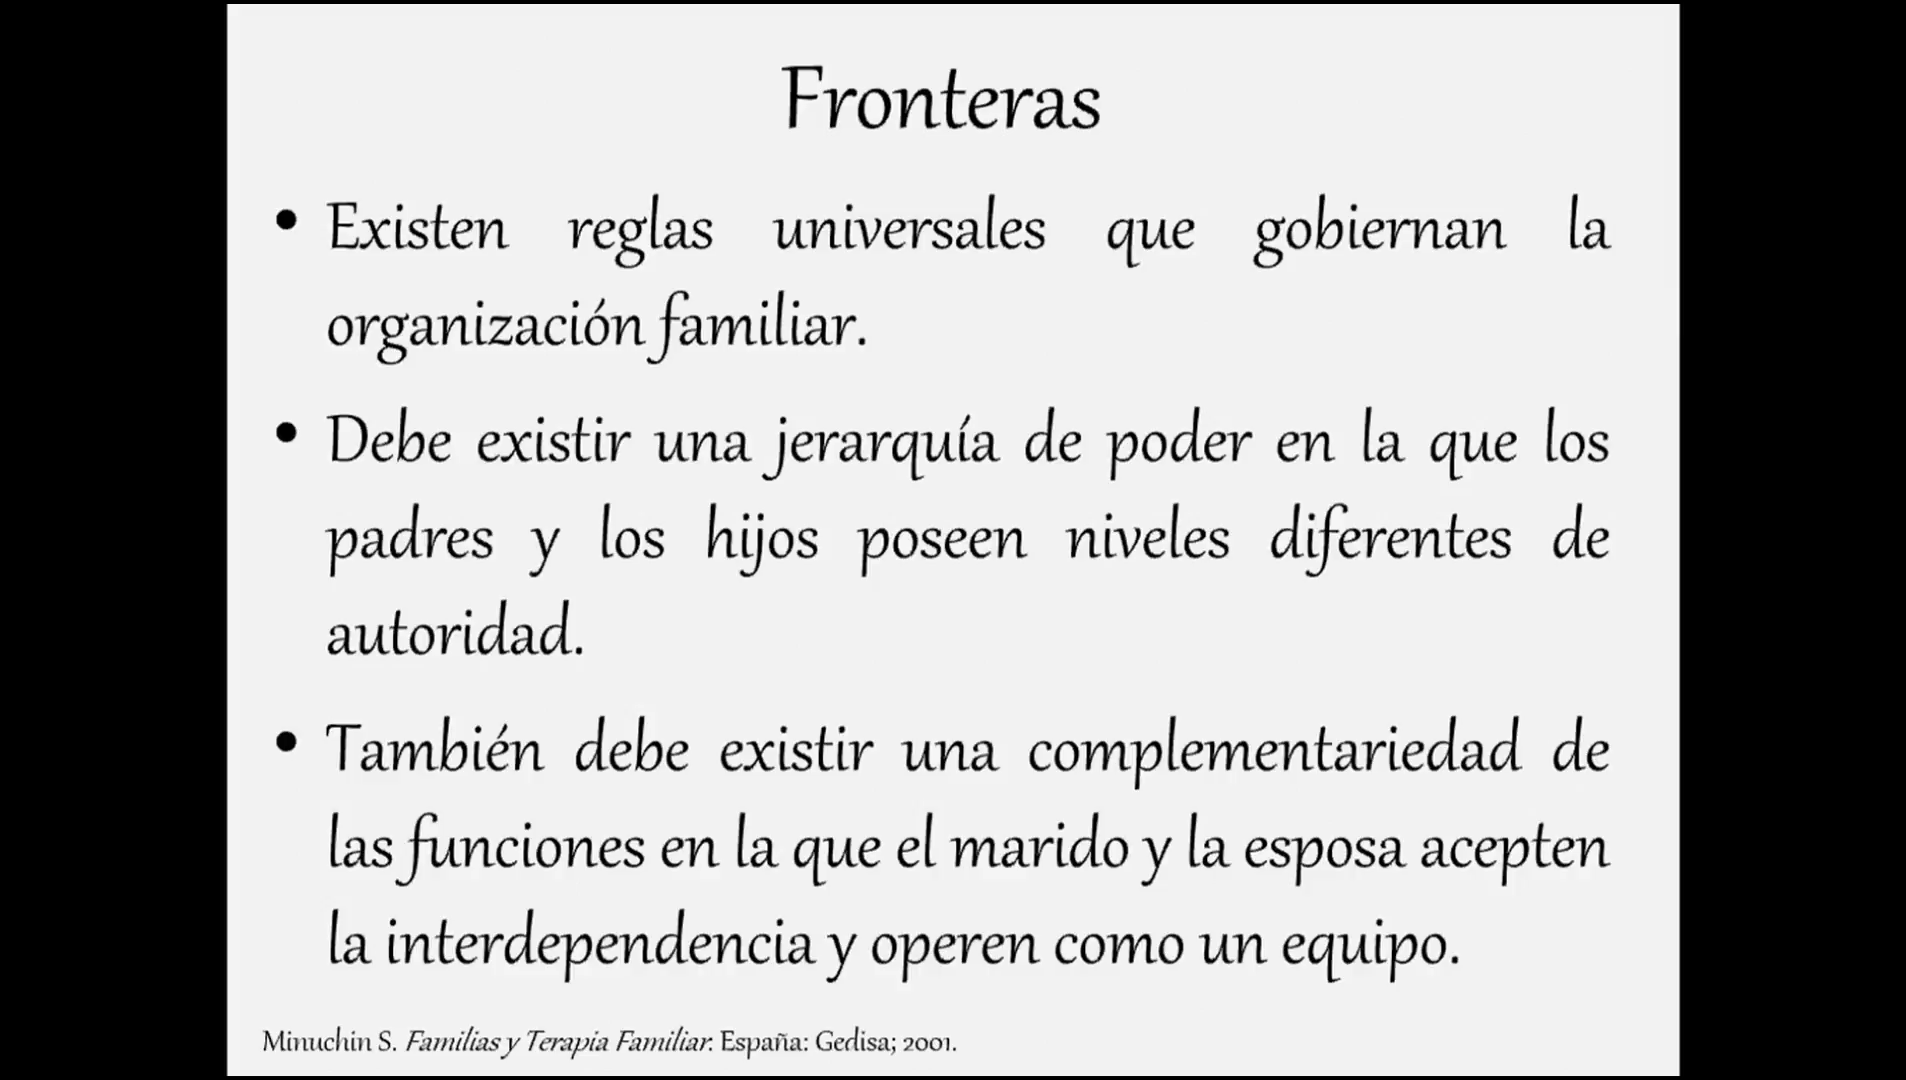 Fronteras
• Existen reglas universales que gobiernan la
organización familiar.
• Debe existir una jerarquía de poder en la que los
padres y los hijos poseen niveles diferentes de
autoridad.
• También debe existir una complementariedad de
las funciones en la que el marido y la esposa acepten
la interdependencia y operen como un equipo.
Minuchin S. Familias y Terapia Familiar. España: Gedisa; 2001.